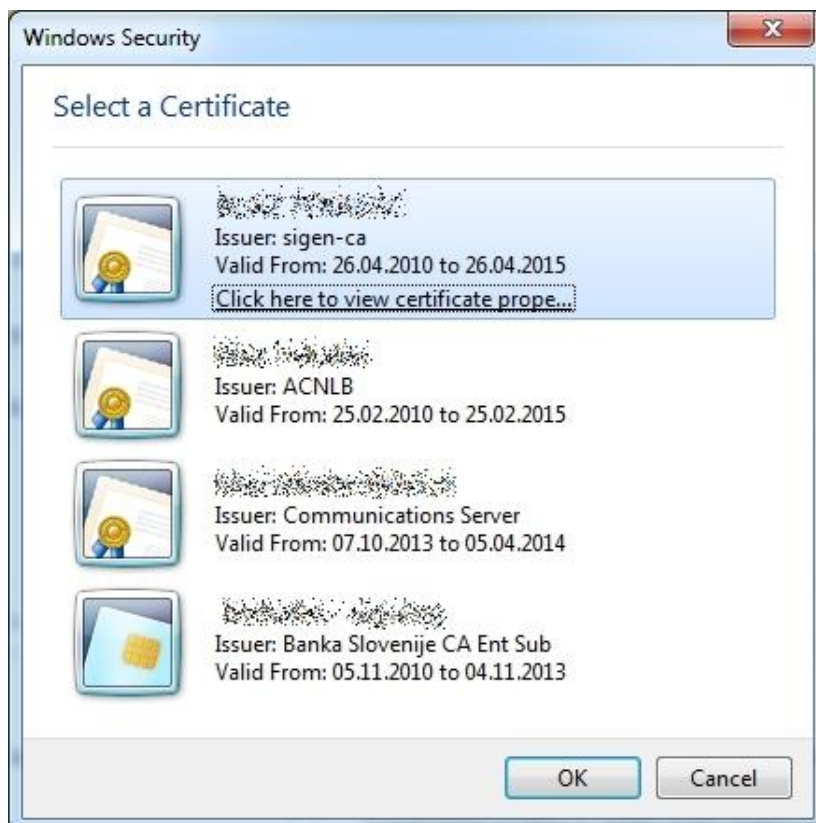 Windows Security
Select a Certificate
Issuer: sigen-ca
Valid From: 26.04.2010 to 26.04.2015
Click here to view certificate prope...
Issuer: ACNLB
Valid From: 25.02.2010 to 25.02.2015
Issuer: Communications Server
Valid From: 07.10.2013 to 05.04.2014
Issuer: Banka Slovenije CA Ent Sub
Valid From: 05.11.2010 to 04.11.2013
OK Cancel